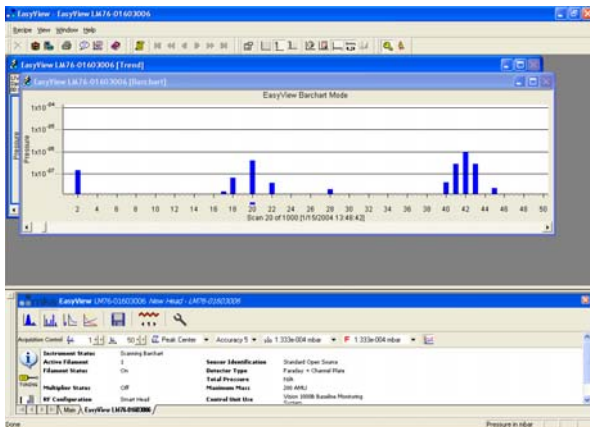 EasyView - EasyView LM76-01603006
Recipe View Window Help
EasyView LM76-01603006 [Trend]
EasyView LM76-01603006 [Barchart]
EasyView Barchart Mode
1x10 -04
1x10 -05
1x10 -06
1x10 -07
Pressure
Pressure
2 4 6 8 10 12 14 16 18 20 22 24 26 28 30 32 34 36 38 40 42 44 46 48 50
Scan 20 of 1000 [1/15/2004 13:48:42]
EasyView LM76-01603006 New Head - LM76-01603006
Acquisition Control 1 50 Peak Center Accuracy 5 1.333e-004 mbar F 1.333e-004 mbar
Instrument Status Scanning Barchart
Active Filament 1 Sensor Identification Standard Open Source
Filament Status On Detector Type Faraday + Channel Plate
Total Pressure N/A
Multiplier Status Off Maximum Mass 200 AMU
RF Configuration Smart Head Control Unit Use Vision 1000B Baseline Monitoring
System
Main EasyView LM76-01603006
Done Pressure in mbar